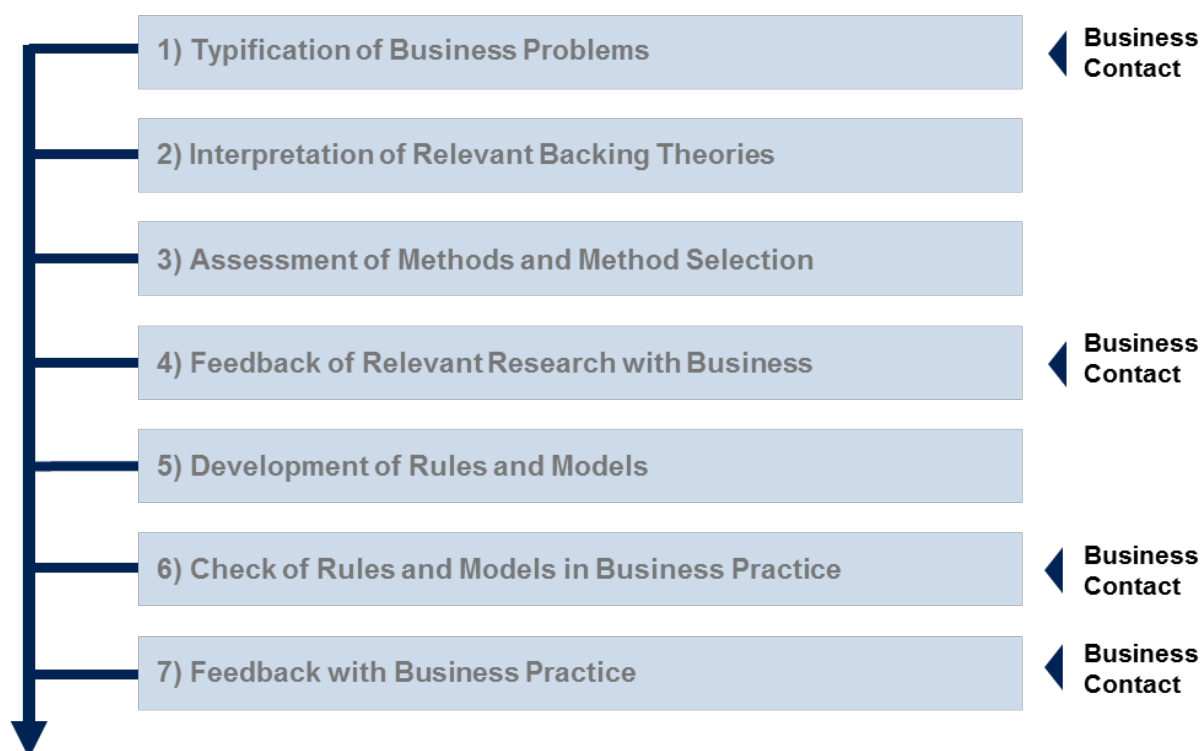 1) Typification of Business Problems
Business
Contact
2) Interpretation of Relevant Backing Theories
3) Assessment of Methods and Method Selection
4) Feedback of Relevant Research with Business
Business
Contact
5) Development of Rules and Models
6) Check of Rules and Models in Business Practice
Business
Contact
7) Feedback with Business Practice
Business
Contact